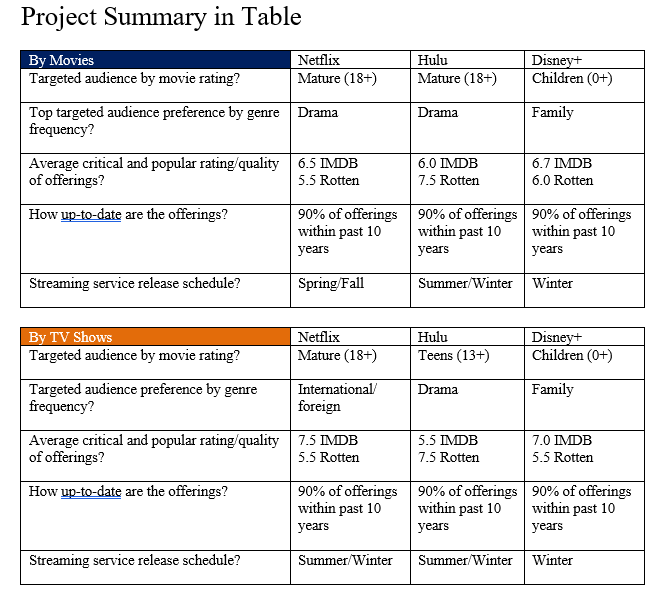 Project Summary in Table
By Movies Netflix Hulu Disney+
Targeted audience by movie rating? Mature (18+) Mature (18+) Children (0+)
Top targeted audience preference by genre Drama Drama Family
frequency?
Average critical and popular rating/quality 6.5 IMDB 6.0 IMDB 6.7 IMDB
of offerings? 5.5 Rotten 7.5 Rotten 6.0 Rotten
How up-to-date are the offerings? 90% of offerings 90% of offerings 90% of offerings
within past 10 within past 10 within past 10
years years years
Streaming service release schedule? Spring/Fall Summer/Winter Winter
By TV Shows Netflix Hulu Disney+
Targeted audience by movie rating? Mature (18+) Teens (13+) Children (0+)
Targeted audience preference by genre International/ Drama Family
frequency? foreign
Average critical and popular rating/quality 7.5 IMDB 5.5 IMDB 7.0 IMDB
of offerings? 5.5 Rotten 7.5 Rotten 5.5 Rotten
How up-to-date are the offerings? 90% of offerings 90% of offerings 90% of offerings
within past 10 within past 10 within past 10
years years years
Streaming service release schedule? Summer/Winter Summer/Winter Winter